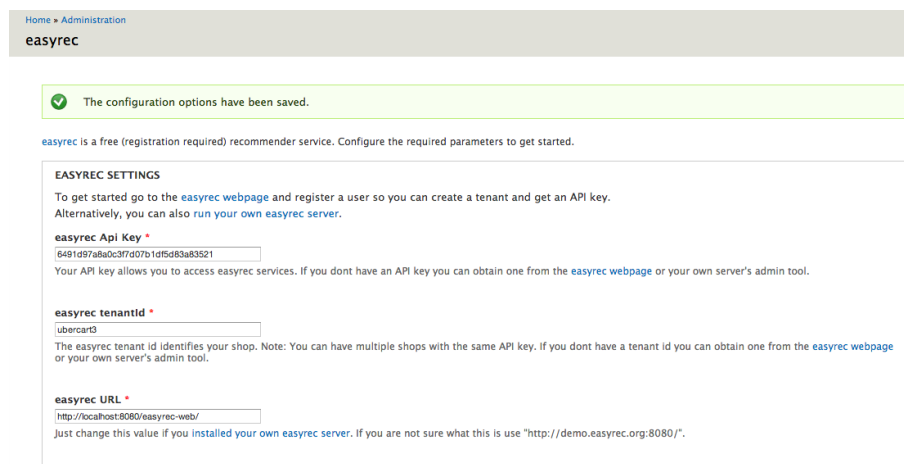 Home » Administration
easyrec
The configuration options have been saved.
easyrec is a free (registration required) recommender service. Configure the required parameters to get started.
EASYREC SETTINGS
To get started go to the easyrec webpage and register a user so you can create a tenant and get an API key.
Alternatively, you can also run your own easyrec server.
easyrec Api Key *
6491d97a8a0c3f7d07b1df5d83a83521
Your API key allows you to access easyrec services. If you dont have an API key you can obtain one from the easyrec webpage or your own server's admin tool.
easyrec tenantId *
ubercart3
The easyrec tenant id identifies your shop. Note: You can have multiple shops with the same API key. If you dont have a tenant id you can obtain one from the easyrec webpage
or your own server's admin tool.
easyrec URL *
http://localhost:8080/easyrec-web/
Just change this value if you installed your own easyrec server. If you are not sure what this is use "http://demo.easyrec.org:8080/".